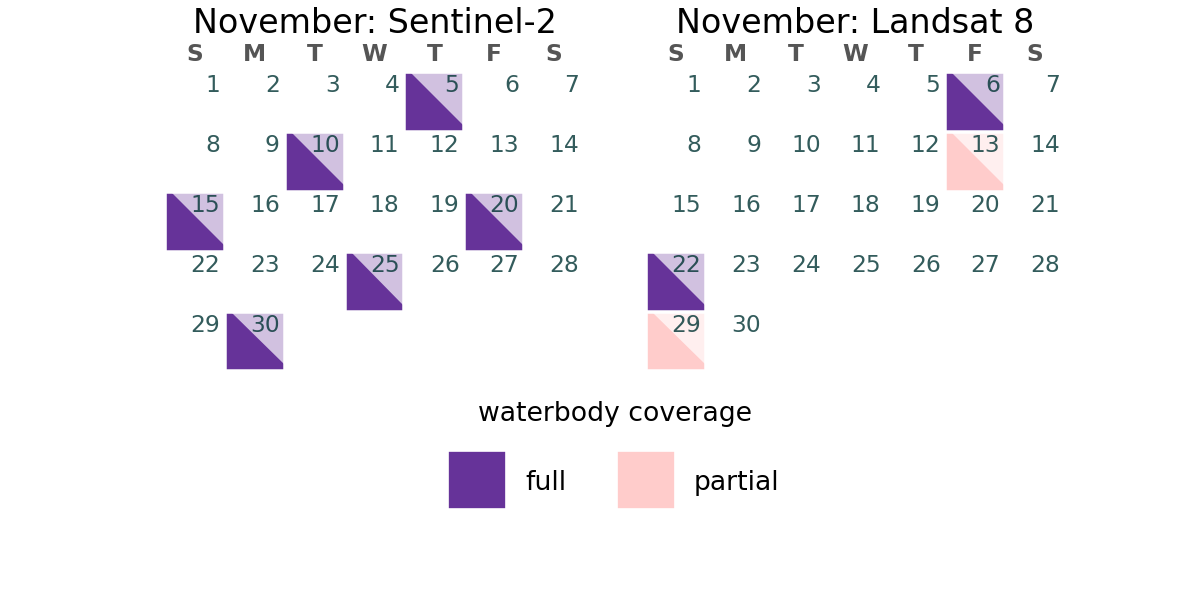 November: Sentinel-2
S M T W T F S
1 2 3 4 5 6 7
8 9 10 11 12 13 14
15 16 17 18 19 20 21
22 23 24 25 26 27 28
29 30
November: Landsat 8
S M T W T F S
1 2 3 4 5 6 7
8 9 10 11 12 13 14
15 16 17 18 19 20 21
22 23 24 25 26 27 28
29 30
waterbody coverage
full partial